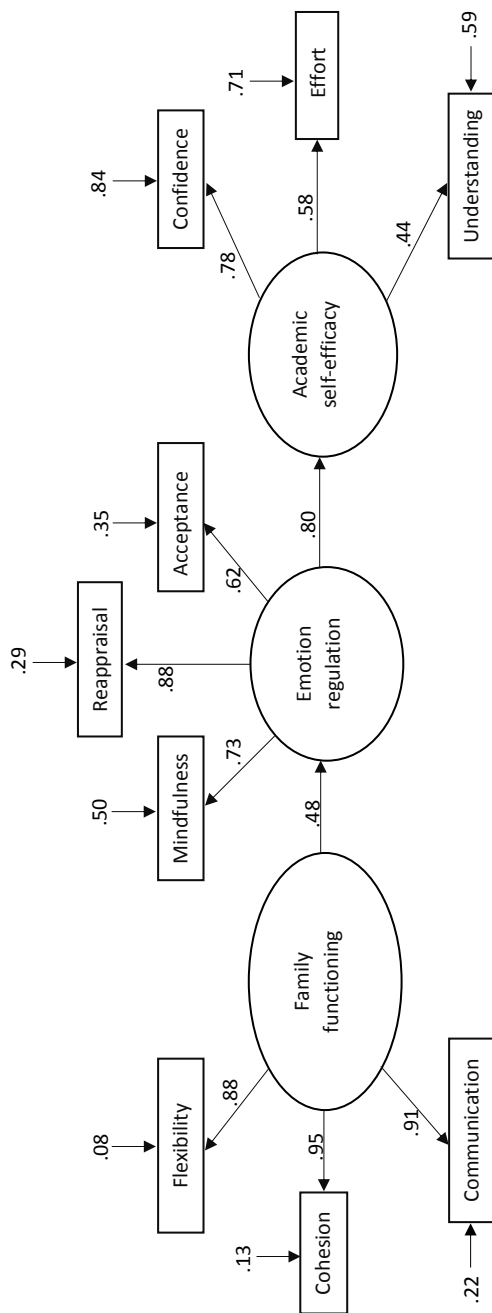 .29
Reappraisal
.88
.50
Mindfulness
.73
.35
Acceptance
.62
.84
Confidence
.78
.71
Effort
.58
.08
Flexibility
.88
.13
Cohesion
.95
Family
functioning
.48
Emotion
regulation
.80
Academic
self-efficacy
.91
.22
Communication
.44
.59
Understanding